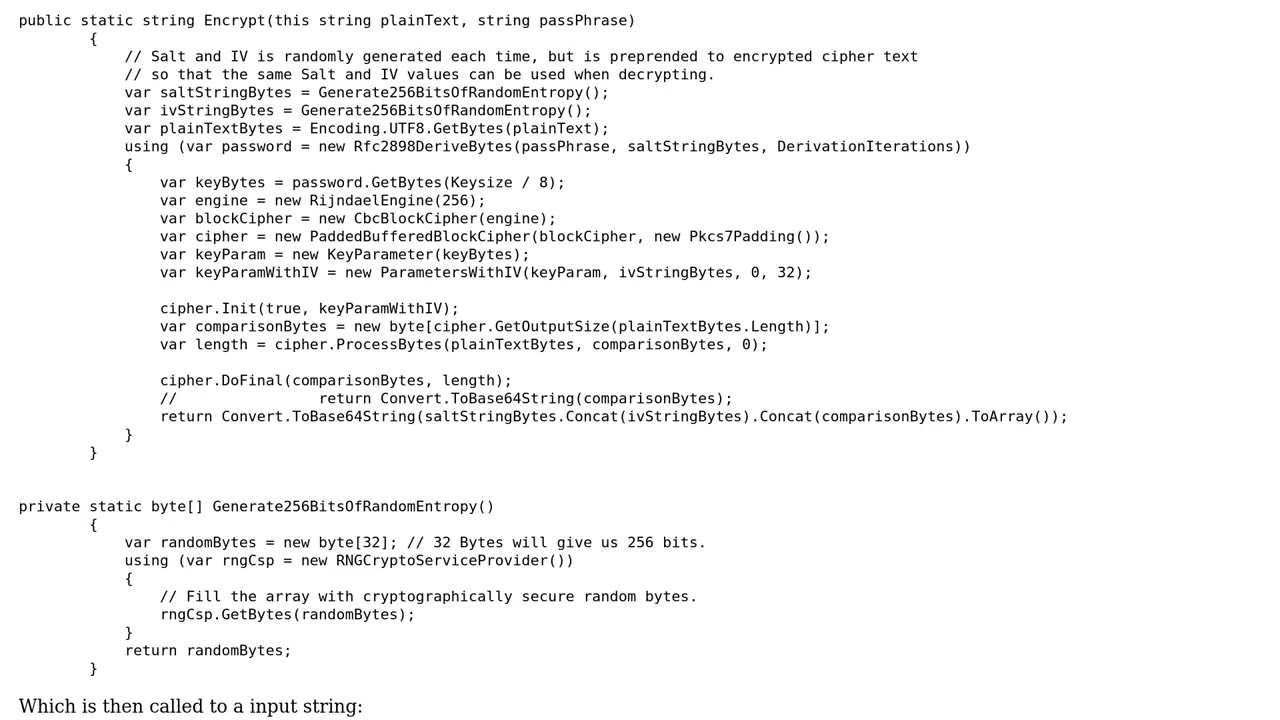 public static string Encrypt(this string plainText, string passPhrase)
        {
            // Salt and IV is randomly generated each time, but is preprended to encrypted cipher text
            // so that the same Salt and IV values can be used when decrypting.
            var saltStringBytes = Generate256BitsOfRandomEntropy();
            var ivStringBytes = Generate256BitsOfRandomEntropy();
            var plainTextBytes = Encoding.UTF8.GetBytes(plainText);
            using (var password = new Rfc2898DeriveBytes(passPhrase, saltStringBytes, DerivationIterations))
            {
                var keyBytes = password.GetBytes(Keysize / 8);
                var engine = new RijndaelEngine(256);
                var blockCipher = new CbcBlockCipher(engine);
                var cipher = new PaddedBufferedBlockCipher(blockCipher, new Pkcs7Padding());
                var keyParam = new KeyParameter(keyBytes);
                var keyParamWithIV = new ParametersWithIV(keyParam, ivStringBytes, 0, 32);

                cipher.Init(true, keyParamWithIV);
                var comparisonBytes = new byte[cipher.GetOutputSize(plainTextBytes.Length)];
                var length = cipher.ProcessBytes(plainTextBytes, comparisonBytes, 0);

                cipher.DoFinal(comparisonBytes, length);
                //                return Convert.ToBase64String(comparisonBytes);
                return Convert.ToBase64String(saltStringBytes.Concat(ivStringBytes).Concat(comparisonBytes).ToArray());
            }
        }


private static byte[] Generate256BitsOfRandomEntropy()
        {
            var randomBytes = new byte[32]; // 32 Bytes will give us 256 bits.
            using (var rngCsp = new RNGCryptoServiceProvider())
            {
                // Fill the array with cryptographically secure random bytes.
                rngCsp.GetBytes(randomBytes);
            }
            return randomBytes;
        }
Which is then called to a input string: